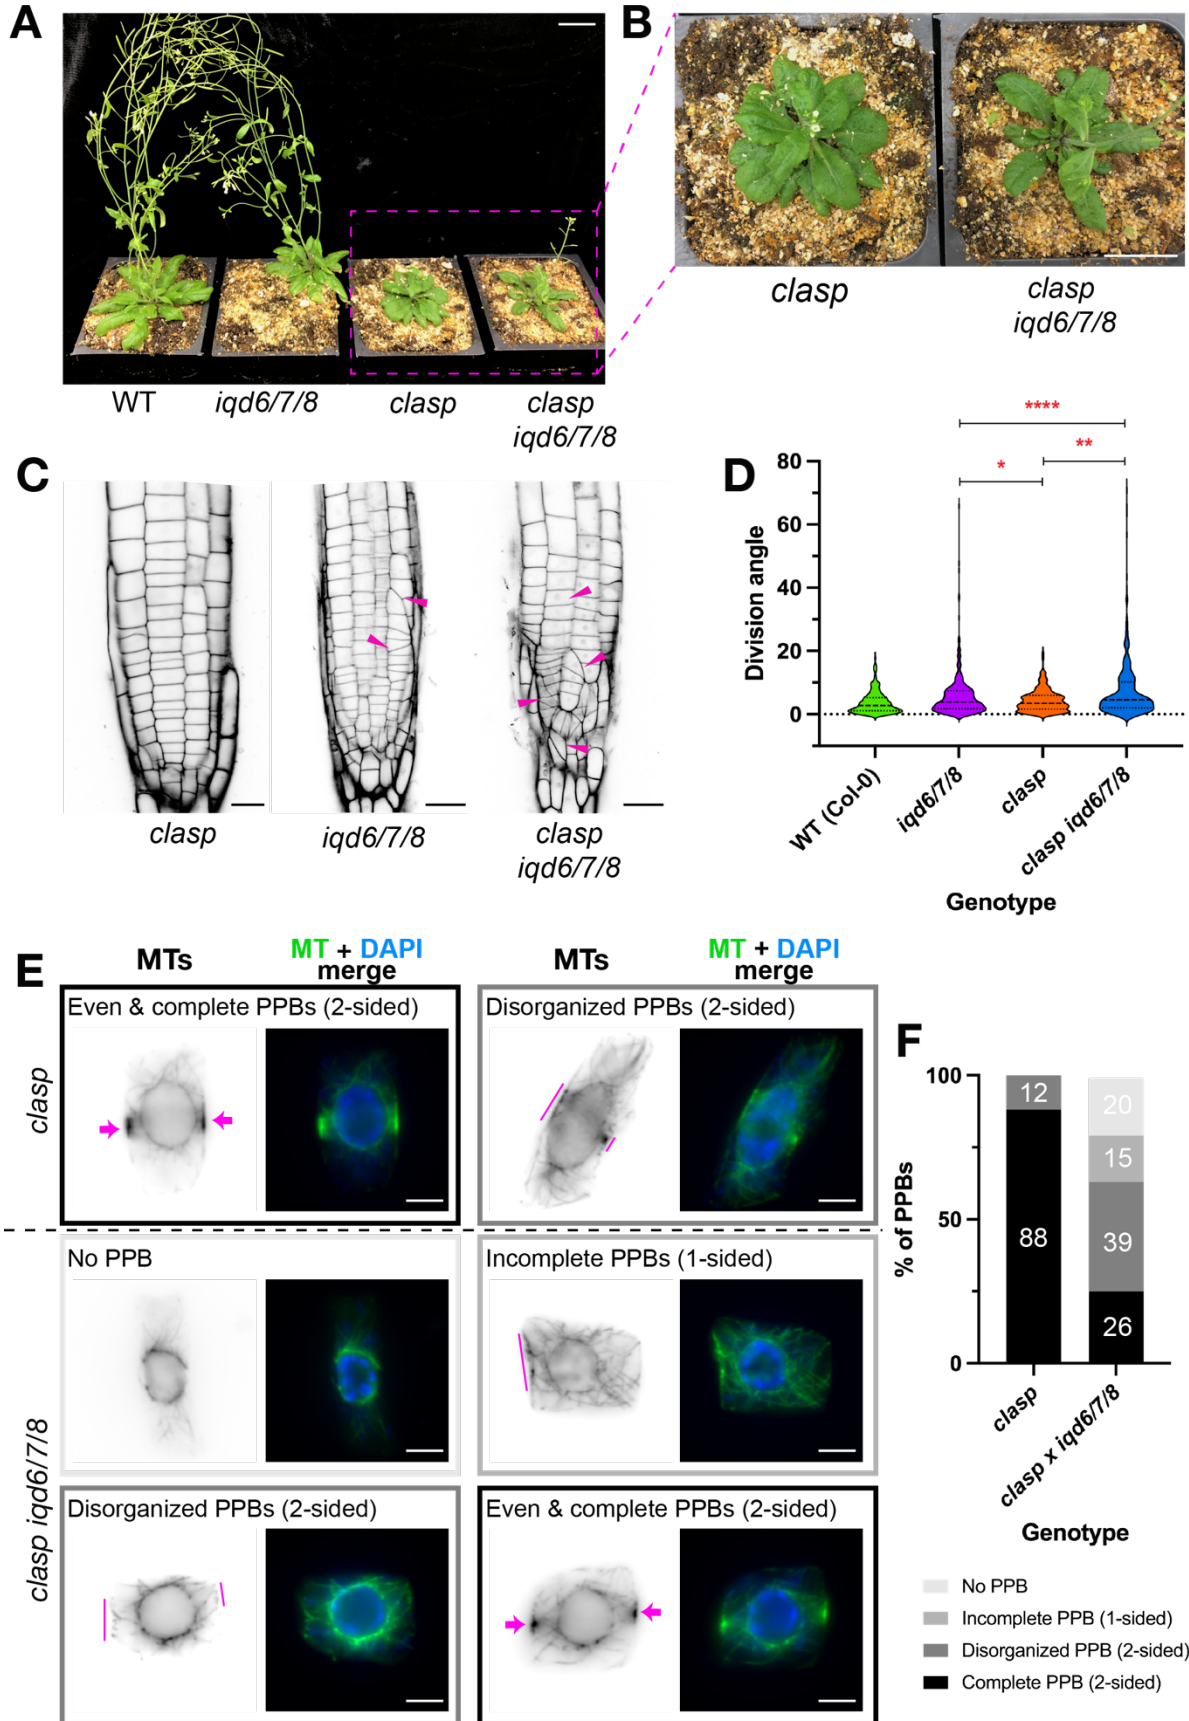 A
B
WT
iqd6/7/8
clasp
clasp
iqd6/7/8
clasp
clasp
iqd6/7/8
C
clasp
iqd6/7/8
clasp
iqd6/7/8
D
****
**
*
80
60
40
20
0
Division angle
WT (Col-0)
iqd6/7/8
clasp
clasp iqd6/7/8
Genotype
E
MTs
MT + DAPI
merge
MTs
MT + DAPI
merge
clasp
Even & complete PPBs (2-sided)
Disorganized PPBs (2-sided)
clasp iqd6/7/8
No PPB
Incomplete PPBs (1-sided)
Disorganized PPBs (2-sided)
Even & complete PPBs (2-sided)
F
100
50
0
% of PPBs
12
88
20
15
39
26
clasp
clasp x iqd6/7/8
Genotype
No PPB
Incomplete PPB (1-sided)
Disorganized PPB (2-sided)
Complete PPB (2-sided)